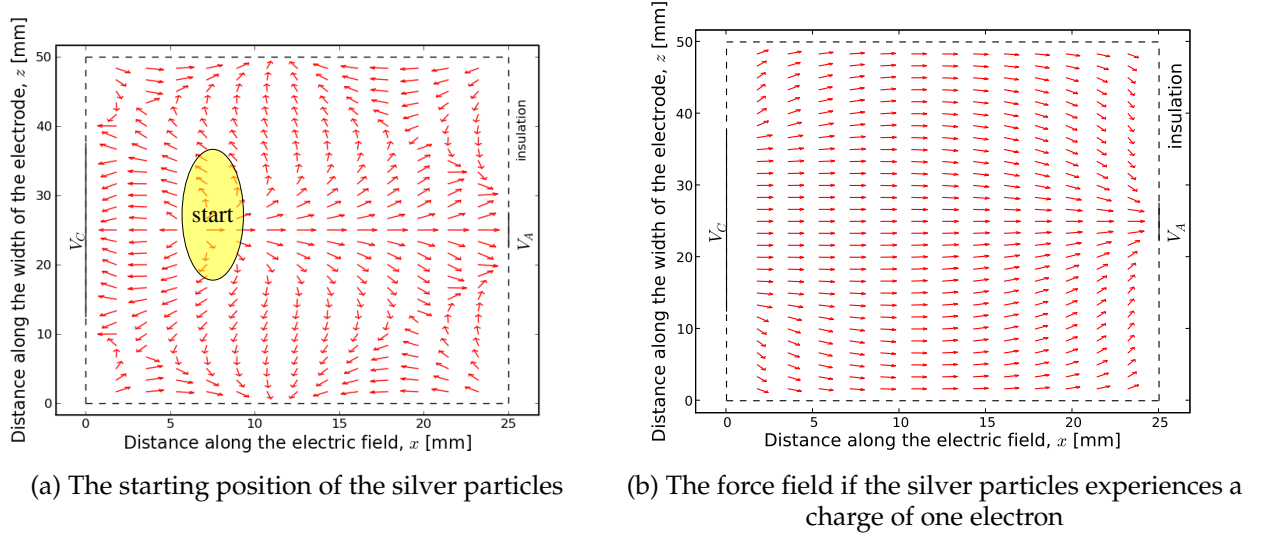 Distance along the width of the electrode, z [mm]
50
40
30
20
10
0
V_C
start
insulation
V_A
0 5 10 15 20 25
Distance along the electric field, x [mm]
(a) The starting position of the silver particles
Distance along the width of the electrode, z [mm]
50
40
30
20
10
0
V_C
insulation
V_A
0 5 10 15 20 25
Distance along the electric field, x [mm]
(b) The force field if the silver particles experiences a
charge of one electron